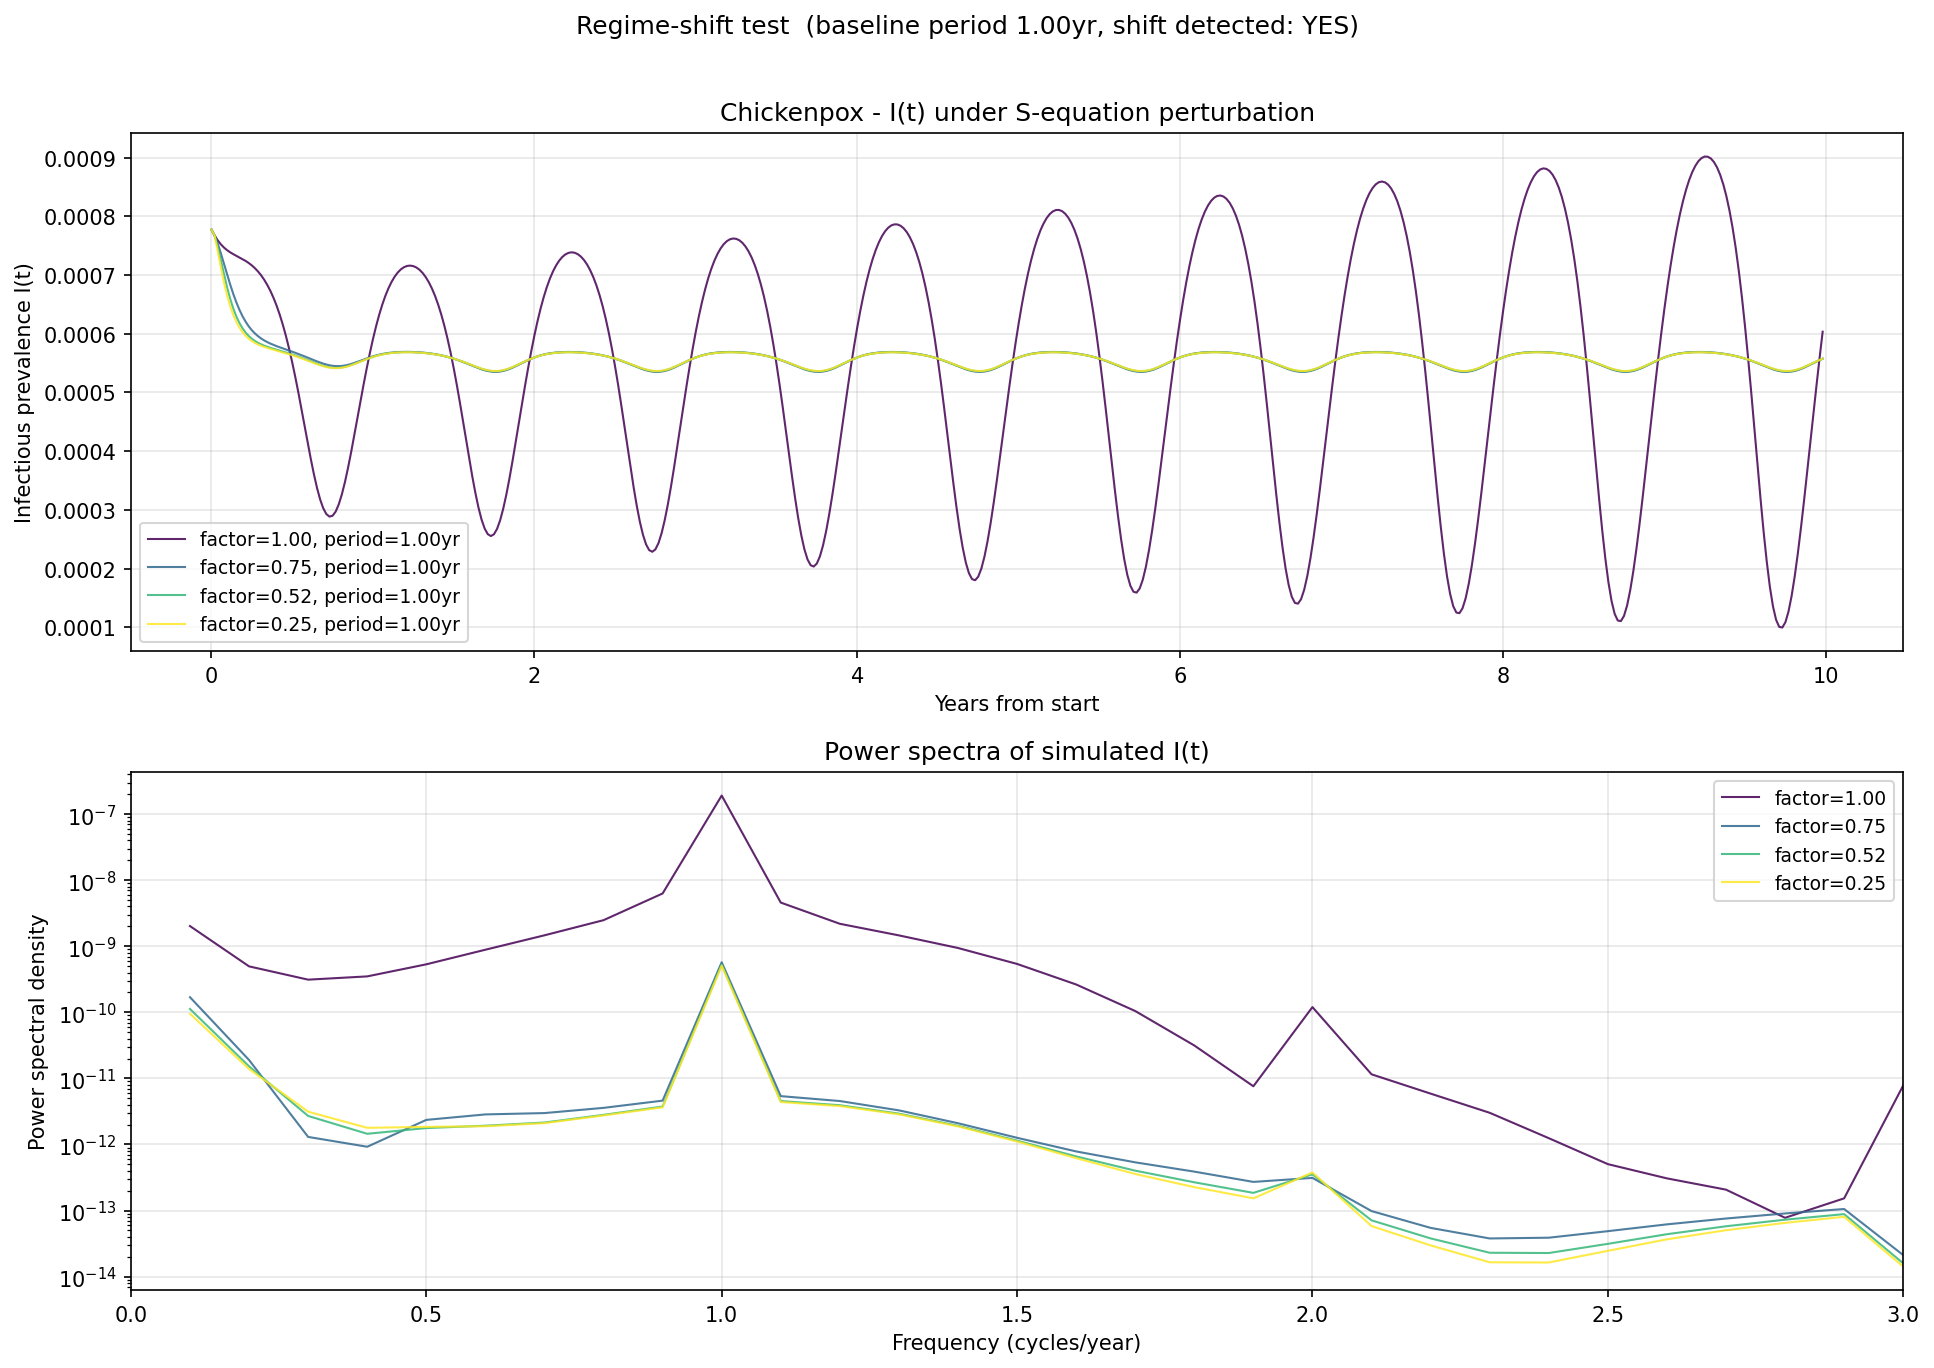 Regime-shift test  (baseline period 1.00yr, shift detected: YES)
Chickenpox - I(t) under S-equation perturbation
Infectious prevalence I(t)
0.0009
0.0008
0.0007
0.0006
0.0005
0.0004
0.0003
0.0002
0.0001
factor=1.00, period=1.00yr
factor=0.75, period=1.00yr
factor=0.52, period=1.00yr
factor=0.25, period=1.00yr
0 2 4 6 8 10
Years from start
Power spectra of simulated I(t)
Power spectral density
10⁻⁷
10⁻⁸
10⁻⁹
10⁻¹⁰
10⁻¹¹
10⁻¹²
10⁻¹³
10⁻¹⁴
factor=1.00
factor=0.75
factor=0.52
factor=0.25
0.0 0.5 1.0 1.5 2.0 2.5 3.0
Frequency (cycles/year)